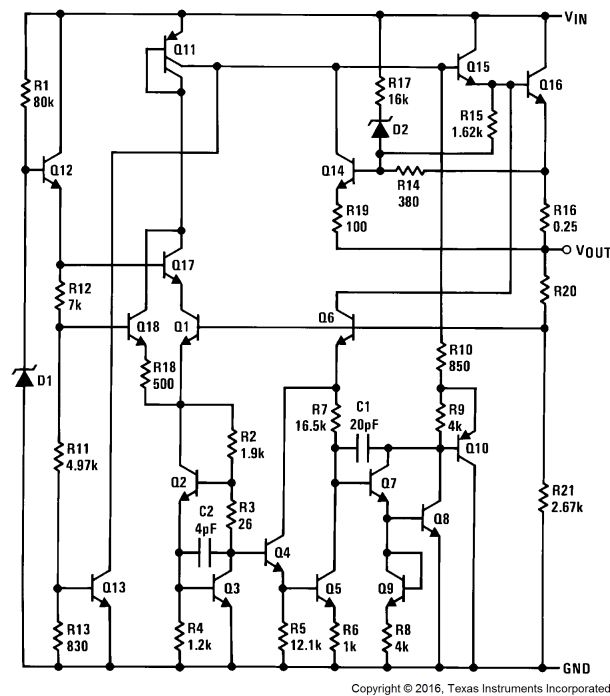 VIN
Q11
Q15
Q16
R1
80k
R17
16k
D2
R15
1.62k
Q12
Q14
R14
380
R19
100
R16
0.25
VOUT
Q17
R12
7k
R20
Q18
Q1
Q6
R18
500
R10
850
D1
R7
16.5k
C1
20pF
R9
4k
Q10
R2
1.9k
R11
4.97k
Q2
Q7
R21
2.67k
C2
4pF
R3
26
Q8
Q4
Q13
Q3
Q5
Q9
R13
830
R4
1.2k
R5
12.1k
R6
1k
R8
4k
GND
Copyright © 2016, Texas Instruments Incorporated